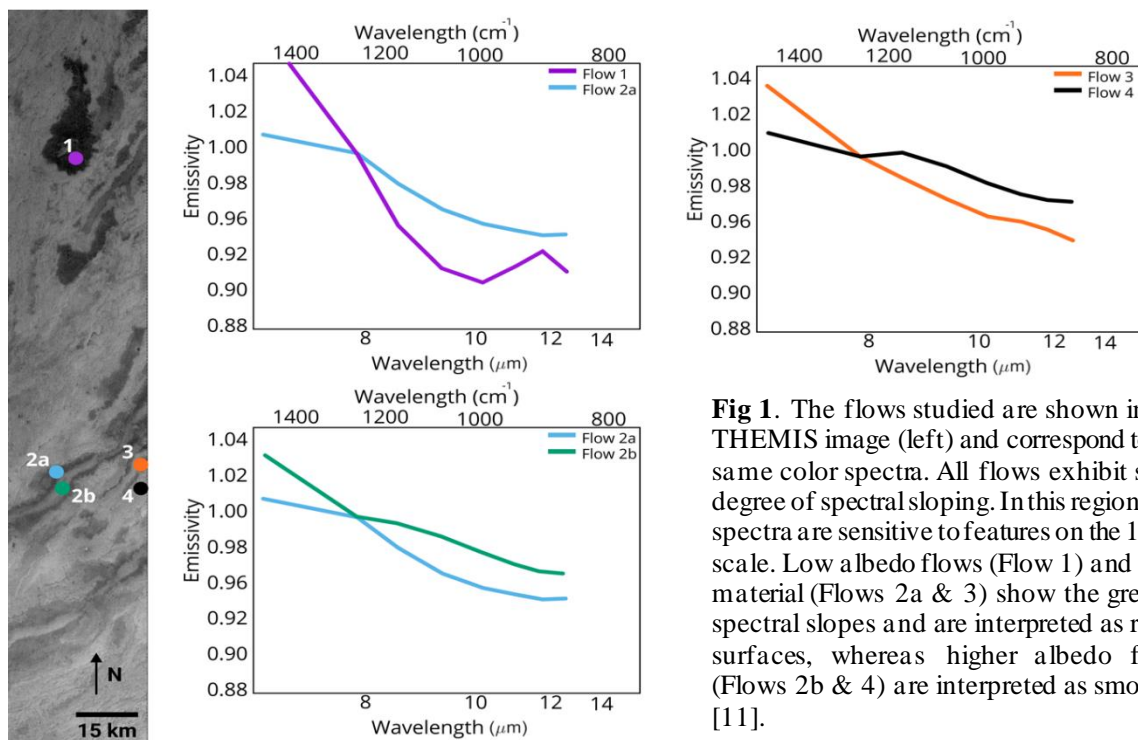 1
2a
2b
3
4
N
15 km
Wavelength (cm⁻¹)
1400 1200 1000 800
Flow 1
Flow 2a
1.04
1.02
1.00
0.98
0.96
0.94
0.92
0.90
0.88
Emissivity
8 10 12 14
Wavelength (μm)
Wavelength (cm⁻¹)
1400 1200 1000 800
Flow 3
Flow 4
1.04
1.02
1.00
0.98
0.96
0.94
0.92
0.90
0.88
Emissivity
8 10 12 14
Wavelength (μm)
Wavelength (cm⁻¹)
1400 1200 1000 800
Flow 2a
Flow 2b
1.04
1.02
1.00
0.98
0.96
0.94
0.92
0.90
0.88
Emissivity
8 10 12 14
Wavelength (μm)
Fig 1. The flows studied are shown in
THEMIS image (left) and correspond t
same color spectra. All flows exhibit s
degree of spectral sloping. In this region
spectra are sensitive to features on the 1
scale. Low albedo flows (Flow 1) and
material (Flows 2a & 3) show the gre
spectral slopes and are interpreted as r
surfaces, whereas higher albedo f
(Flows 2b & 4) are interpreted as smo
[11].